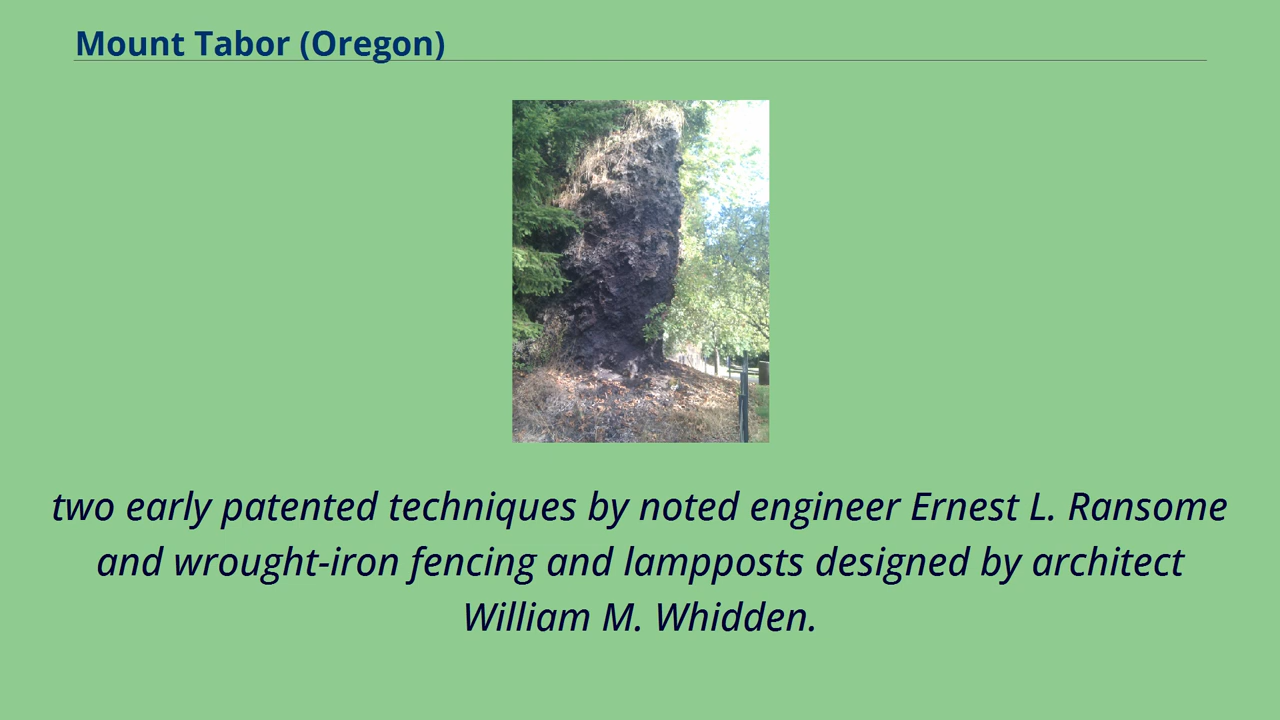 Mount Tabor (Oregon)
two early patented techniques by noted engineer Ernest L. Ransome
and wrought-iron fencing and lampposts designed by architect
William M. Whidden.